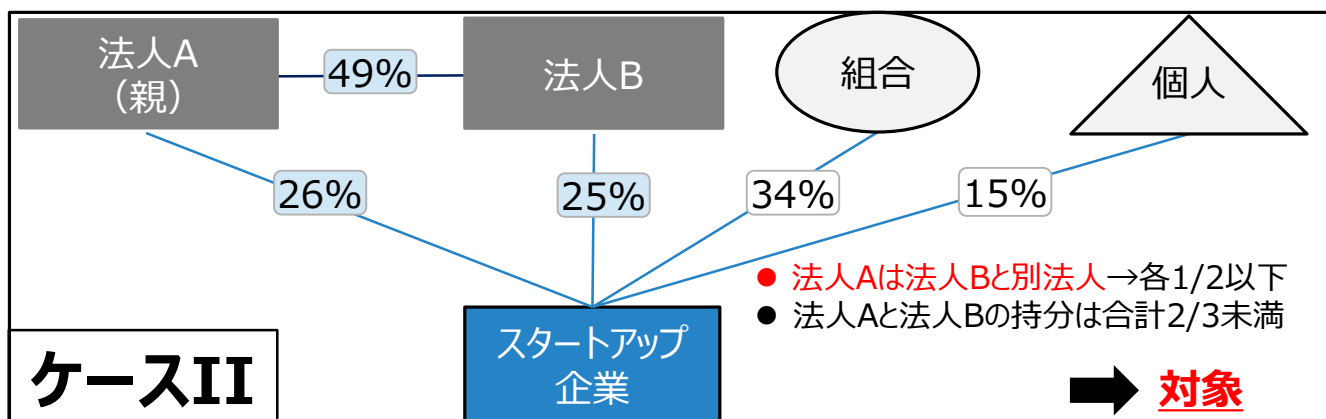 法人A
（親）
49%
法人B
組合
個人
26%
25%
34%
15%
● 法人Aは法人Bと別法人→各1/2以下
● 法人Aと法人Bの持分は合計2/3未満
スタートアップ
企業
ケースII
対象